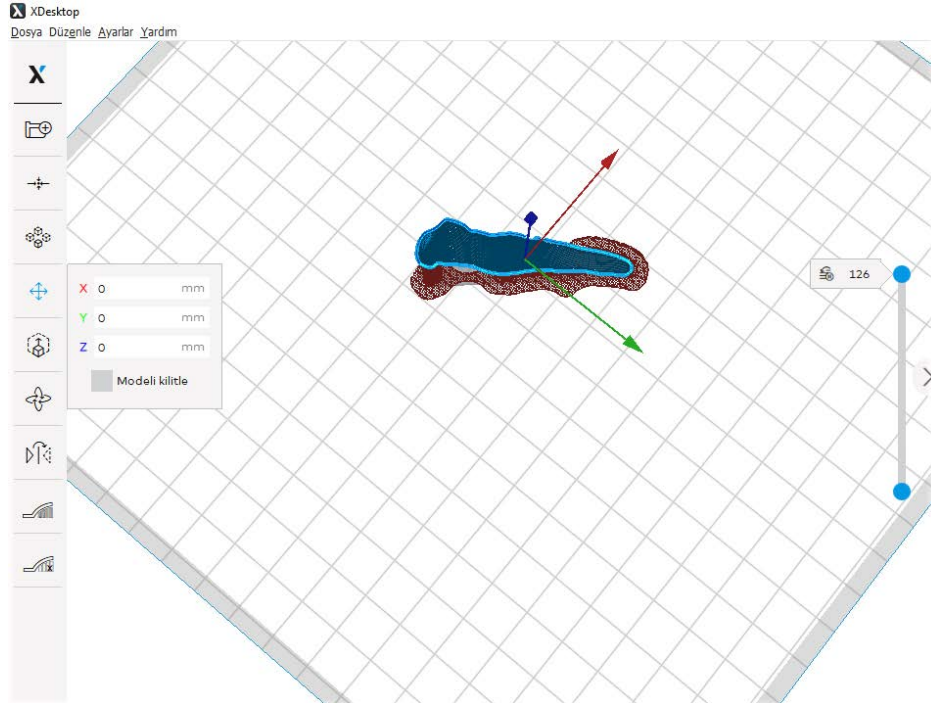 XDesktop
Dosya Düzenle Ayarlar Yardım
X
126
X 0 mm
Y 0 mm
Z 0 mm
Modeli kilitle